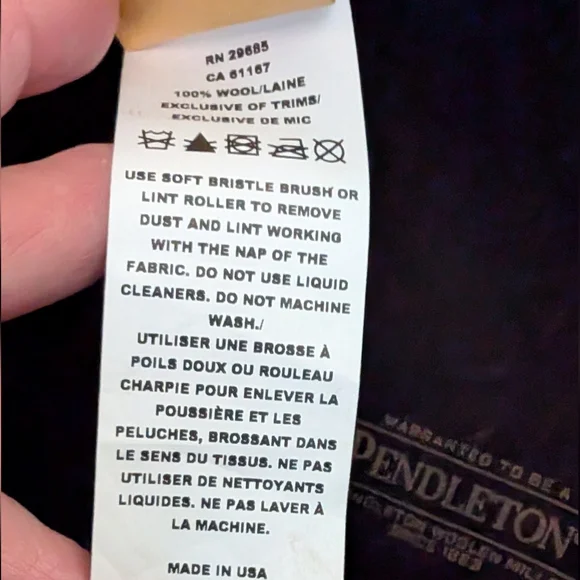 RN 29685
CA 61167
100% WOOL/LAINE
EXCLUSIVE OF TRIMS/
EXCLUSIVE DE MIC
USE SOFT BRISTLE BRUSH OR
LINT ROLLER TO REMOVE
DUST AND LINT WORKING
WITH THE NAP OF THE
FABRIC. DO NOT USE LIQUID
CLEANERS. DO NOT MACHINE
WASH./
UTILISER UNE BROSSE À
POILS DOUX OU ROULEAU
CHARPIE POUR ENLEVER LA
POUSSIÈRE ET LES
PELUCHES, BROSSANT DANS
LE SENS DU TISSUS. NE PAS
UTILISER DE NETTOYANTS
LIQUIDES. NE PAS LAVER À
LA MACHINE.
MADE IN USA
WARRANTED TO BE A
PENDLETON
WOOLEN MILLS